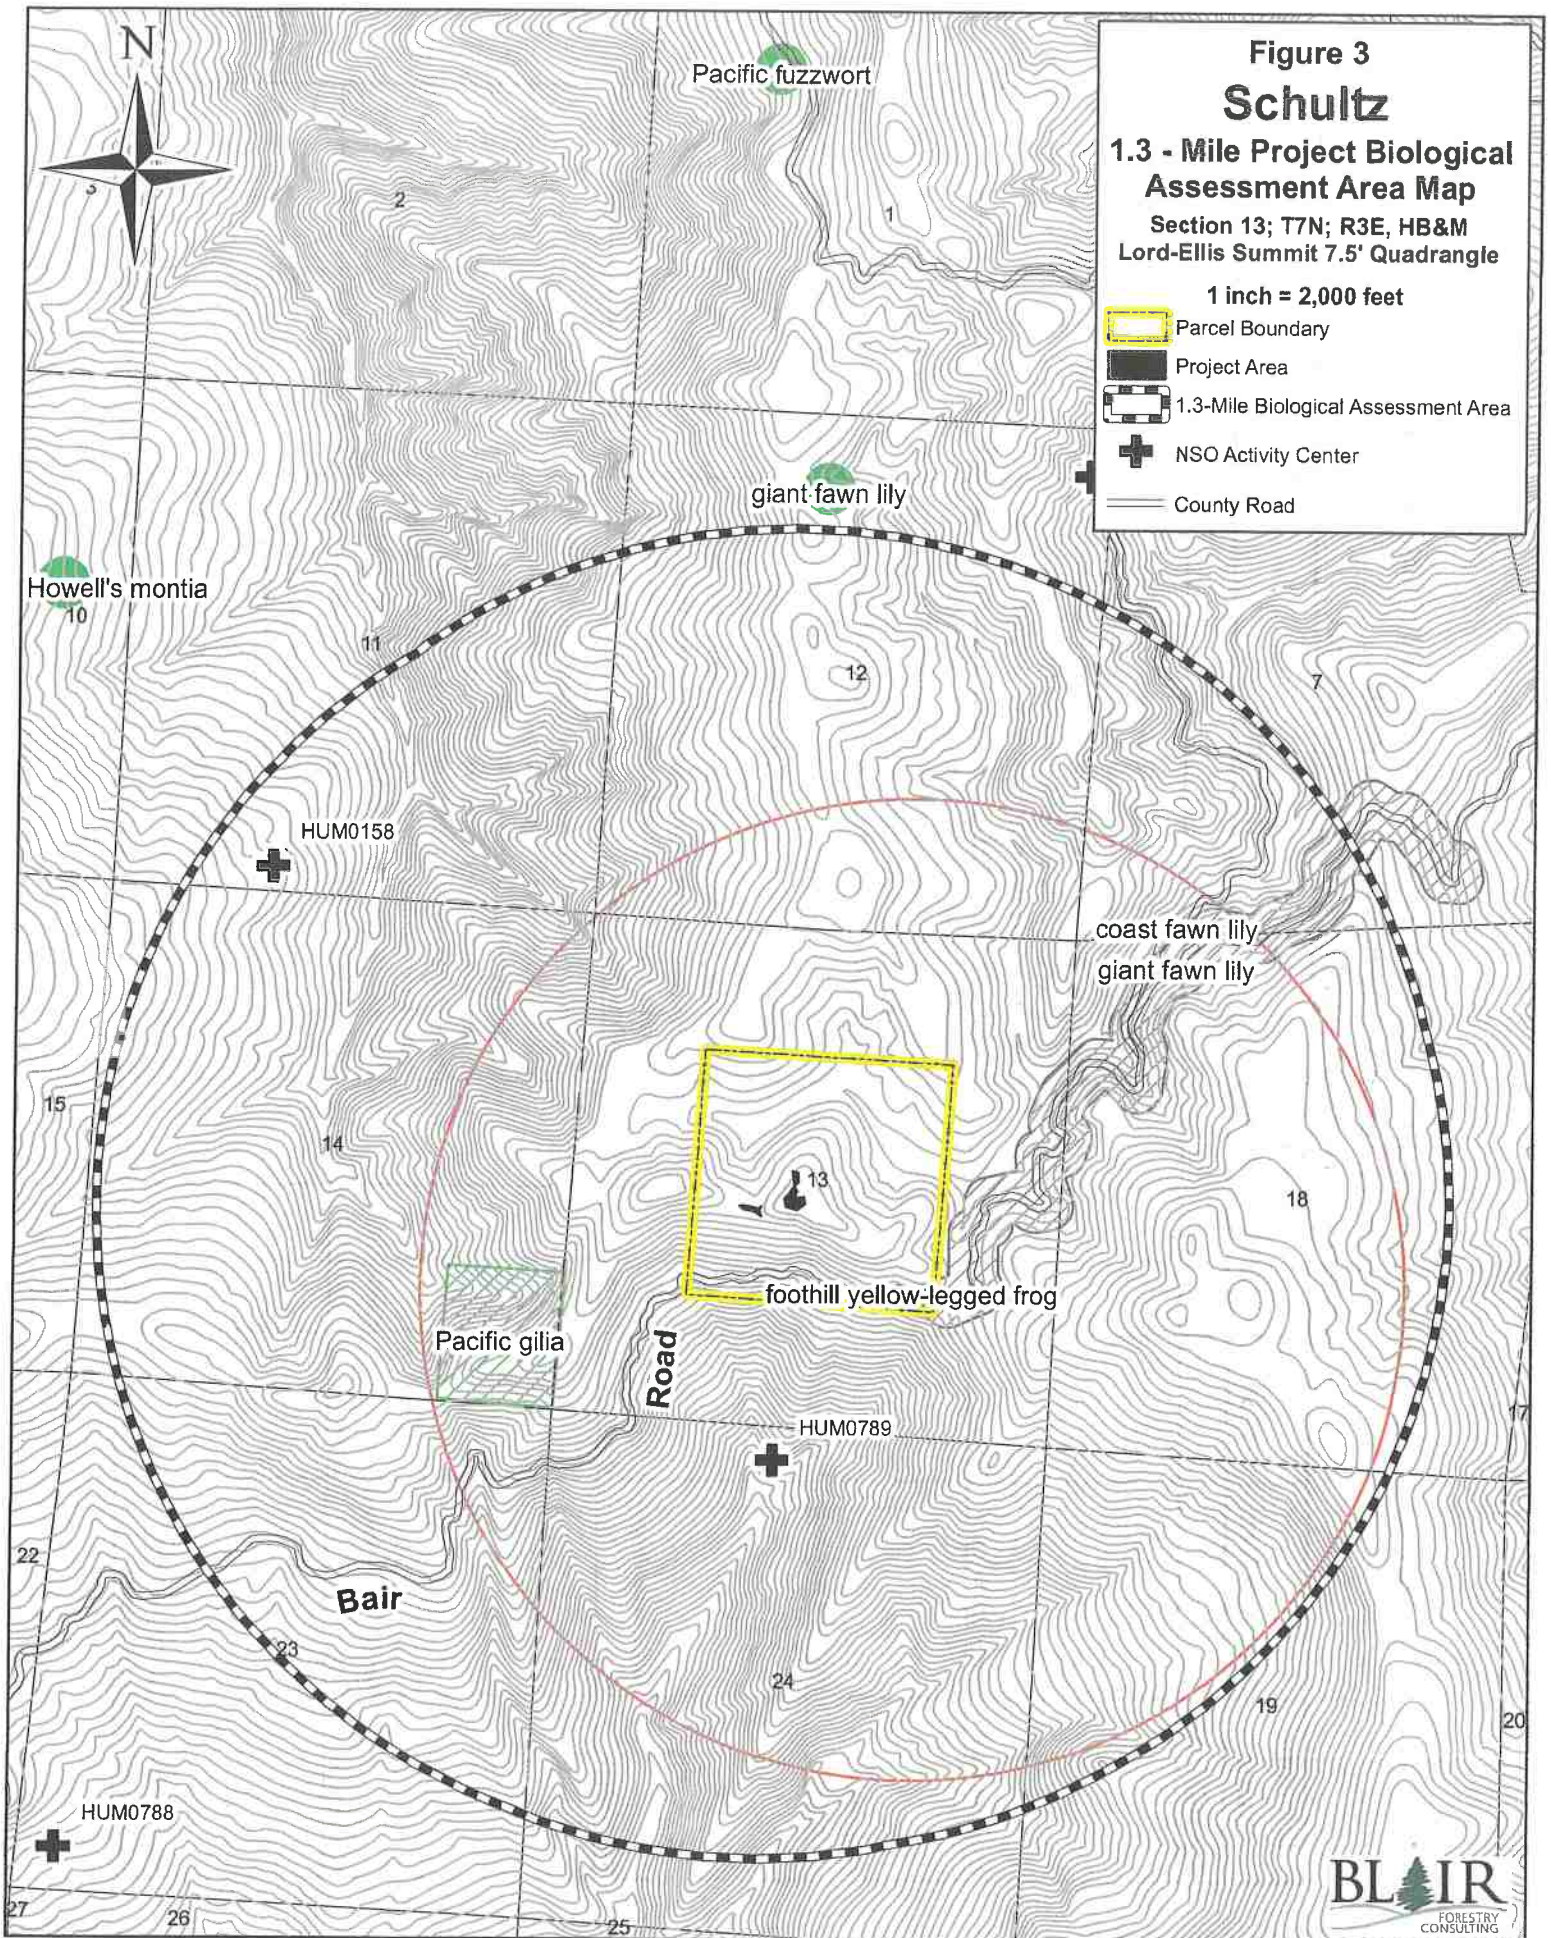 N
Pacific fuzzwort
Figure 3
Schultz
1.3 - Mile Project Biological
Assessment Area Map
Section 13; T7N; R3E, HB&M
Lord-Ellis Summit 7.5' Quadrangle
1 inch = 2,000 feet
Parcel Boundary
Project Area
1.3-Mile Biological Assessment Area
NSO Activity Center
County Road
2
1
giant fawn lily
Howell's montia
10
11
12
7
HUM0158
coast fawn lily
giant fawn lily
15
14
13
18
foothill yellow-legged frog
Pacific gilia
Road
17
HUM0789
22
Bair
23
24
19
20
HUM0788
27
26
25
BLAIR
FORESTRY
CONSULTING